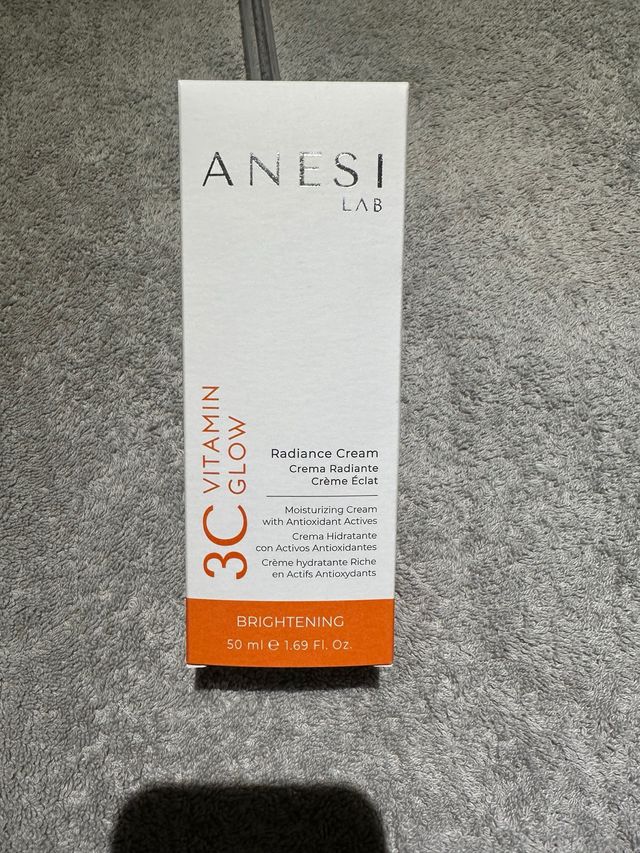 ANESI
LAB
3C VITAMIN
GLOW
Radiance Cream
Crema Radiante
Crème Éclat
Moisturizing Cream
with Antioxidant Actives
Crema Hidratante
con Activos Antioxidantes
Crème hydratante Riche
en Actifs Antioxydants
BRIGHTENING
50 ml ℮ 1.69 Fl. Oz.